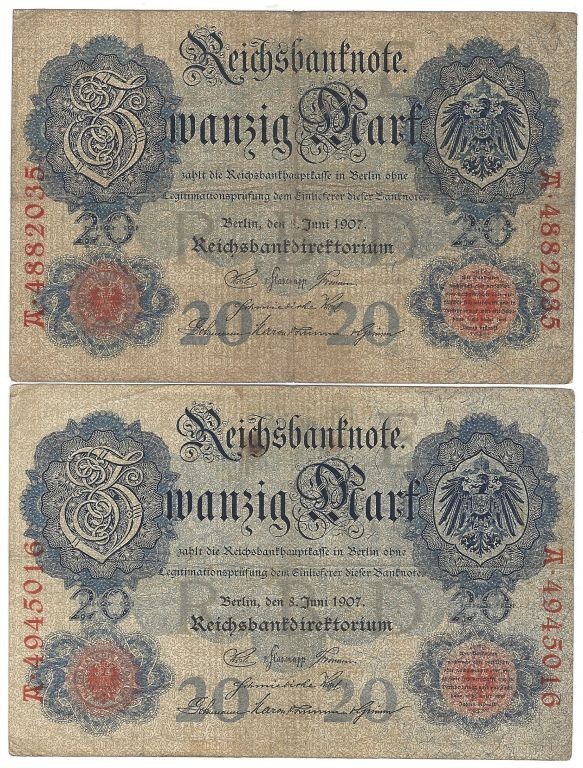 Reichsbanknote.
Zwanzig Mark
zahlt die Reichsbankhauptkasse in Berlin ohne
Legitimationsprüfung dem Einlieferer dieser Banknote.
Berlin, den 8. Juni 1907.
Reichsbankdirektorium
20 20
20 20
A·4882035
A·4882035
Reichsbanknote.
Zwanzig Mark
zahlt die Reichsbankhauptkasse in Berlin ohne
Legitimationsprüfung dem Einlieferer dieser Banknote.
Berlin, den 8. Juni 1907.
Reichsbankdirektorium
20 20
20 20
A·4945016
A·4945016